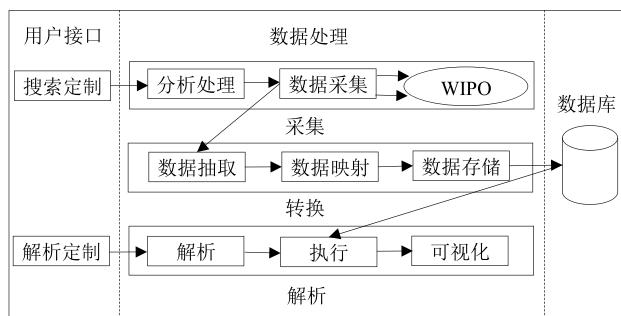 用户接口
数据处理
搜索定制
分析处理
数据采集
WIPO
数据库
采集
数据抽取
数据映射
数据存储
转换
解析定制
解析
执行
可视化
解析